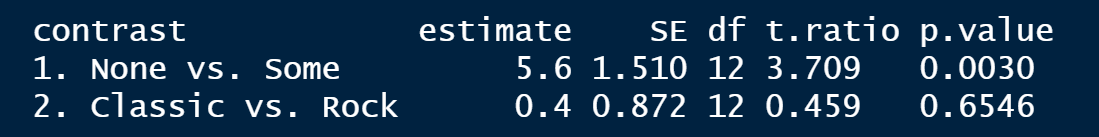 contrast estimate SE df t.ratio p.value
1. None vs. Some 5.6 1.510 12 3.709 0.0030
2. Classic vs. Rock 0.4 0.872 12 0.459 0.6546